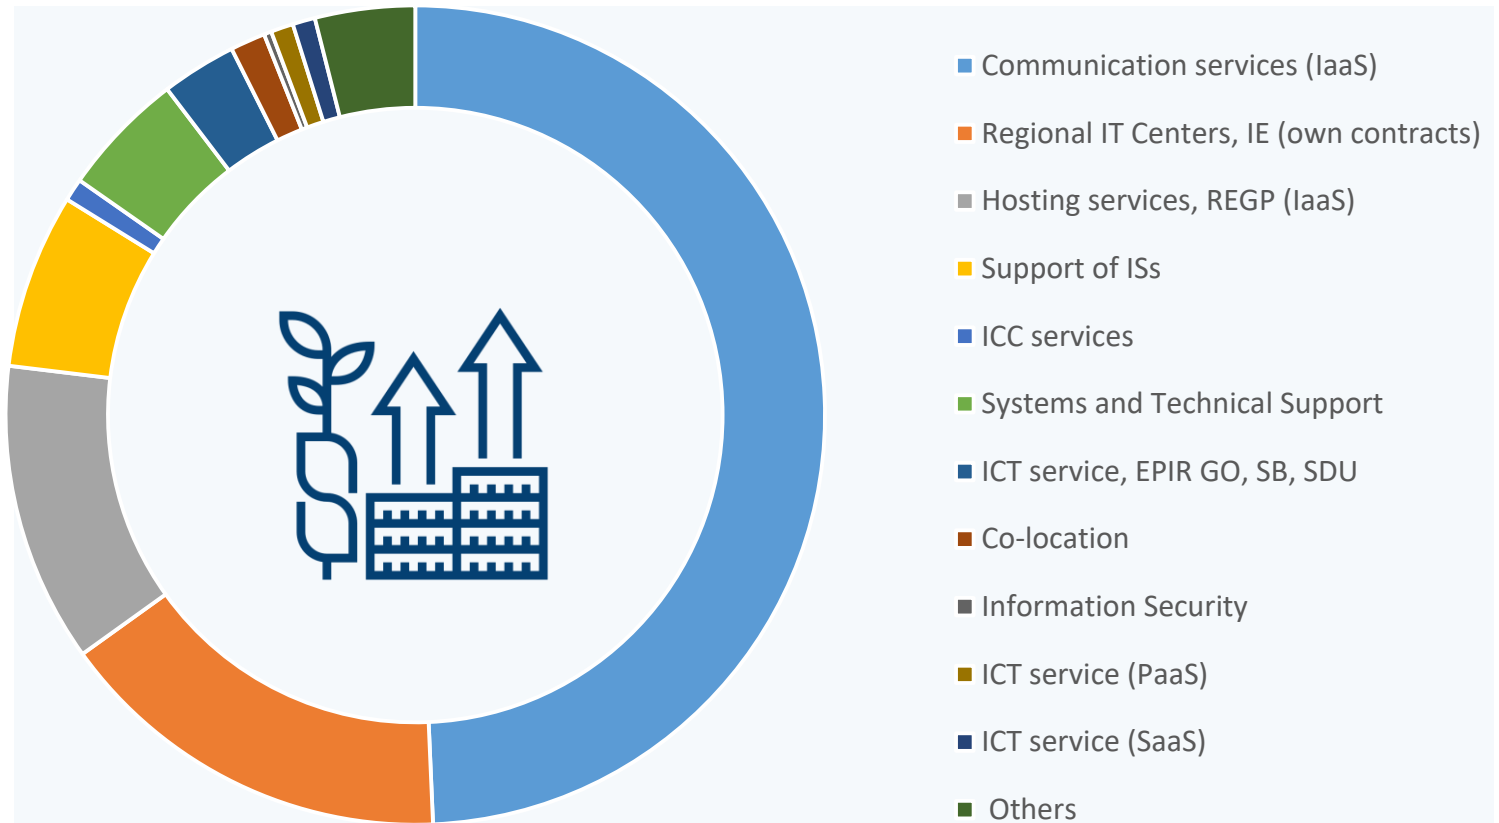 Communication services (IaaS)
Regional IT Centers, IE (own contracts)
Hosting services, REGP (IaaS)
Support of ISs
ICC services
Systems and Technical Support
ICT service, EPIR GO, SB, SDU
Co-location
Information Security
ICT service (PaaS)
ICT service (SaaS)
Others